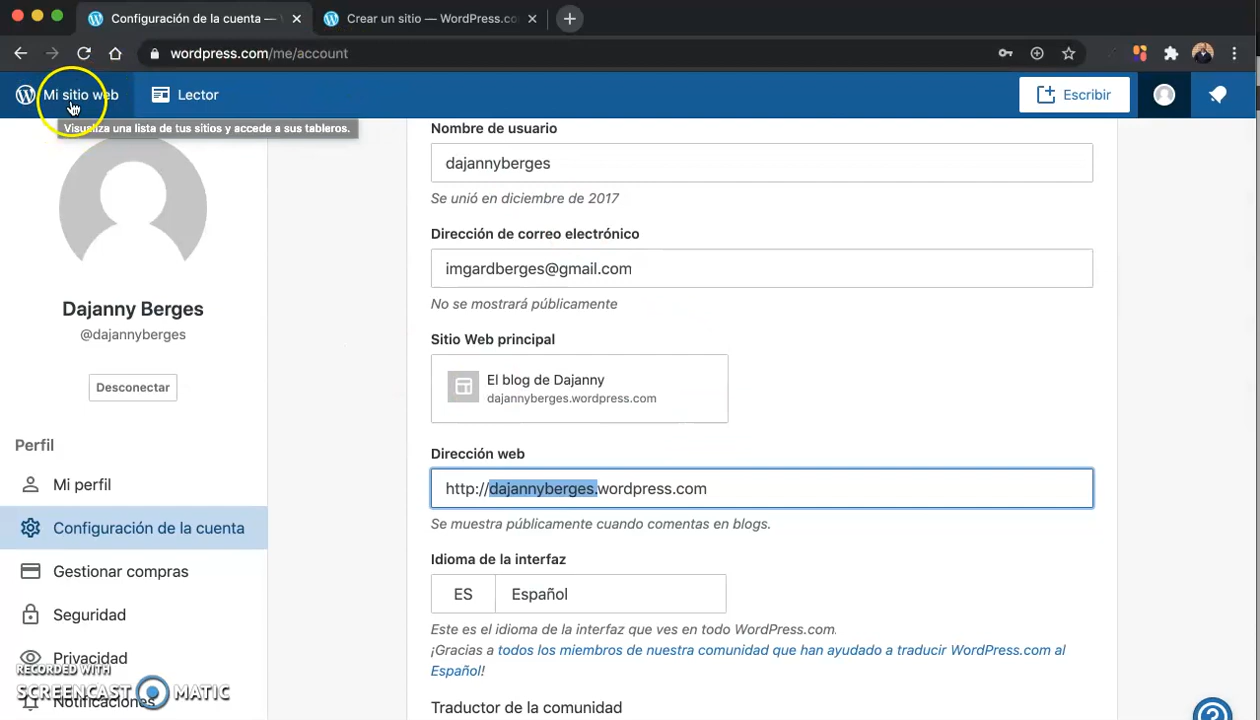 Configuración de la cuenta —
Crear un sitio — WordPress.co
wordpress.com/me/account
Mi sitio web
Lector
Escribir
Visualiza una lista de tus sitios y accede a sus tableros.
Dajanny Berges
@dajannyberges
Desconectar
Perfil
Mi perfil
Configuración de la cuenta
Gestionar compras
Seguridad
Privacidad
Notificaciones
RECORDED WITH
SCREENCAST MATIC
Nombre de usuario
dajannyberges
Se unió en diciembre de 2017
Dirección de correo electrónico
imgardberges@gmail.com
No se mostrará públicamente
Sitio Web principal
El blog de Dajanny
dajannyberges.wordpress.com
Dirección web
http://dajannyberges.wordpress.com
Se muestra públicamente cuando comentas en blogs.
Idioma de la interfaz
ES Español
Este es el idioma de la interfaz que ves en todo WordPress.com.
¡Gracias a todos los miembros de nuestra comunidad que han ayudado a traducir WordPress.com al
Español!
Traductor de la comunidad